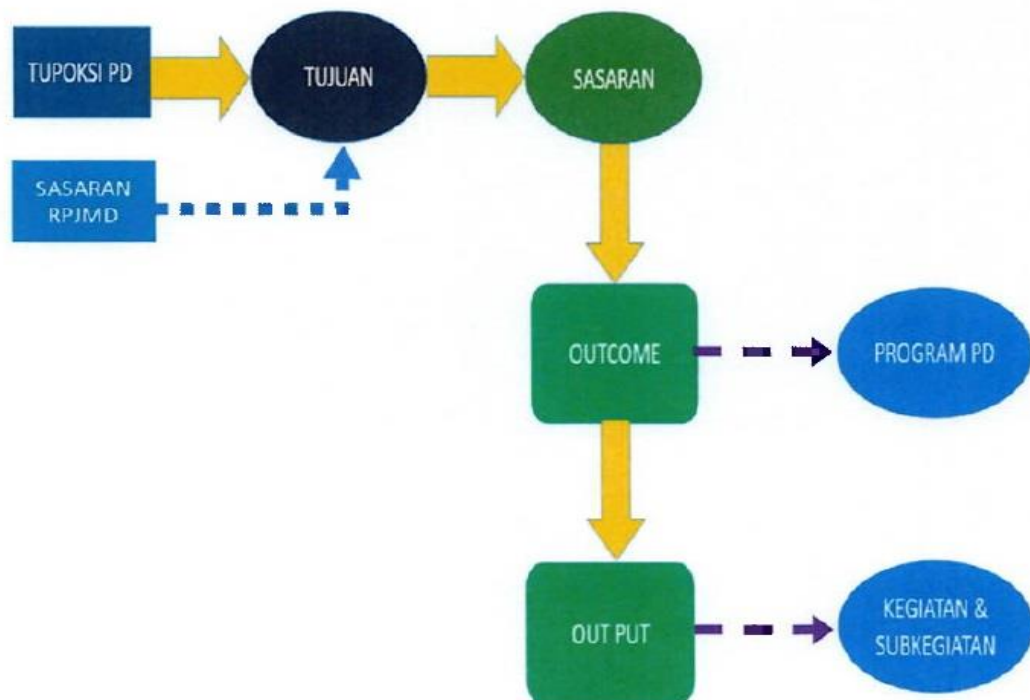 TUPOKSI PD
TUJUAN
SASARAN
SASARAN
RPJMD
OUTCOME
PROGRAM PD
OUT PUT
KEGIATAN &
SUBKEGIATAN